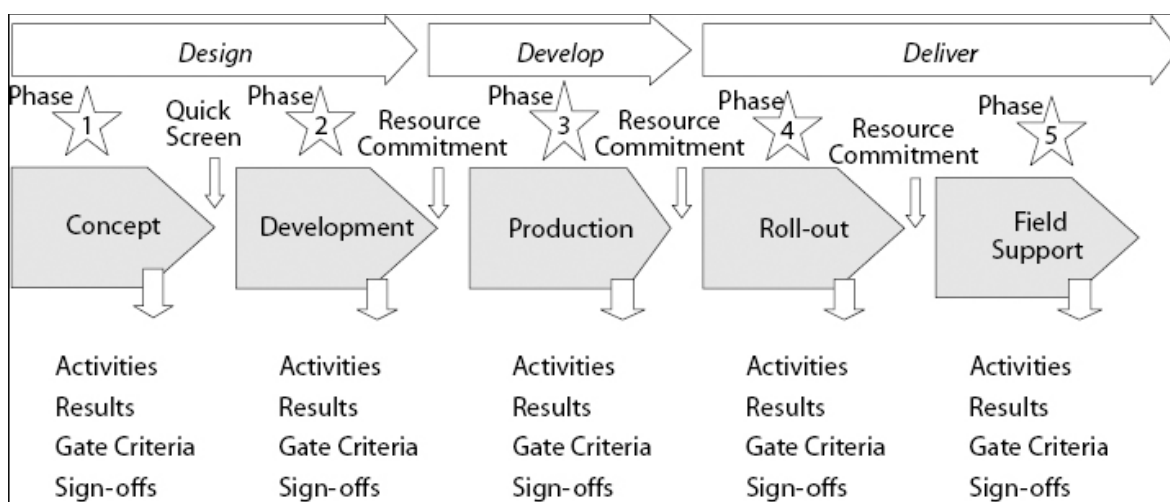 Design
Develop
Deliver
Phase
1
Quick
Screen
Phase
2
Resource
Commitment
Phase
3
Resource
Commitment
Phase
4
Resource
Commitment
Phase
5
Concept
Development
Production
Roll-out
Field
Support
Activities
Results
Gate Criteria
Sign-offs
Activities
Results
Gate Criteria
Sign-offs
Activities
Results
Gate Criteria
Sign-offs
Activities
Results
Gate Criteria
Sign-offs
Activities
Results
Gate Criteria
Sign-offs